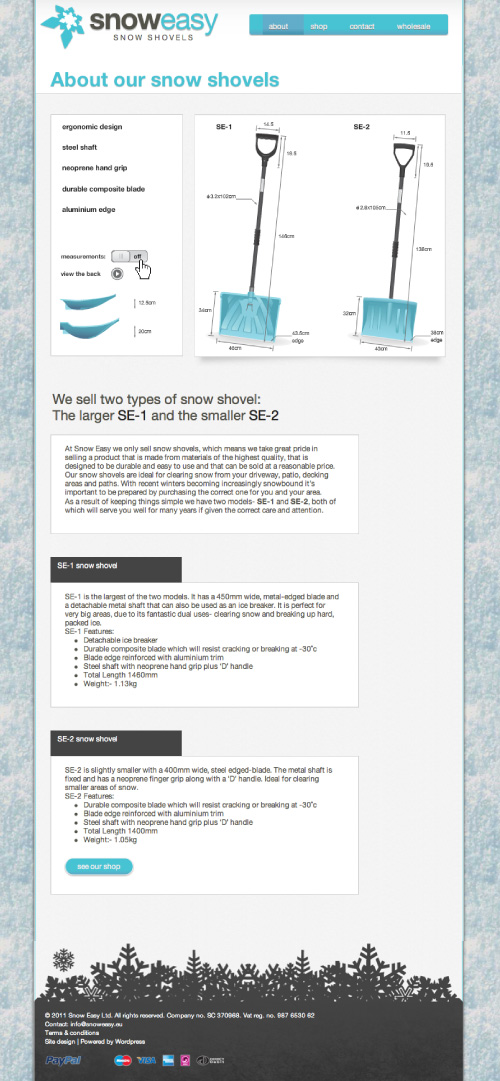 snoweasy
SNOW SHOVELS
about shop contact wholesale
About our snow shovels
ergonomic design
steel shaft
neoprene hand grip
durable composite blade
aluminium edge
measurements: off
view the back
12.9cm
20cm
SE-1
14.5
16.5
ø3.2x102cm
146cm
34cm
43.5cm
edge
46cm
SE-2
11.5
ø2.8x105cm
138cm
32cm
38cm
edge
We sell two types of snow shovel:
The larger SE-1 and the smaller SE-2
At Snow Easy we only sell snow shovels, which means we take great pride in
selling a product that is made from materials of the highest quality, that is
designed to be durable and easy to use and that can be sold at a reasonable price.
Our snow shovels are ideal for clearing snow from your driveway, patio, decking
areas and paths. With recent winters becoming increasingly snowbound it's
important to be prepared by purchasing the correct one for you and your area.
As a result of keeping things simple we have two models- SE-1 and SE-2, both of
which will serve you well for many years if given the correct care and attention.
SE-1 snow shovel
SE-1 is the largest of the two models. It has a 450mm wide, metal-edged blade and
a detachable metal shaft that can also be used as an ice breaker. It is perfect for
very big areas, due to its fantastic dual uses- clearing snow and breaking up hard,
packed ice.
SE-1 Features:
Detachable ice breaker
Durable composite blade which will resist cracking or breaking at -30˚c
Blade edge reinforced with aluminium trim
Steel shaft with neoprene hand grip plus 'D' handle
Total Length 1460mm
Weight:- 1.13kg
SE-2 snow shovel
SE-2 is slightly smaller with a 400mm wide, steel edged-blade. The metal shaft is
fixed and has a neoprene finger grip along with a 'D' handle. Ideal for clearing
smaller areas of snow.
SE-2 Features:
Durable composite blade which will resist cracking or breaking at -30˚c
Blade edge reinforced with aluminium trim
Steel shaft with neoprene hand grip plus 'D' handle
Total Length 1400mm
Weight:- 1.05kg
see our shop
© 2011 Snow Easy Ltd. All rights reserved. Company no. SC 370968. Vat reg. no. 987 6530 62
Contact: info@snoweasy.eu
Terms & conditions
Site design | Powered by Wordpress
PayPal VISA